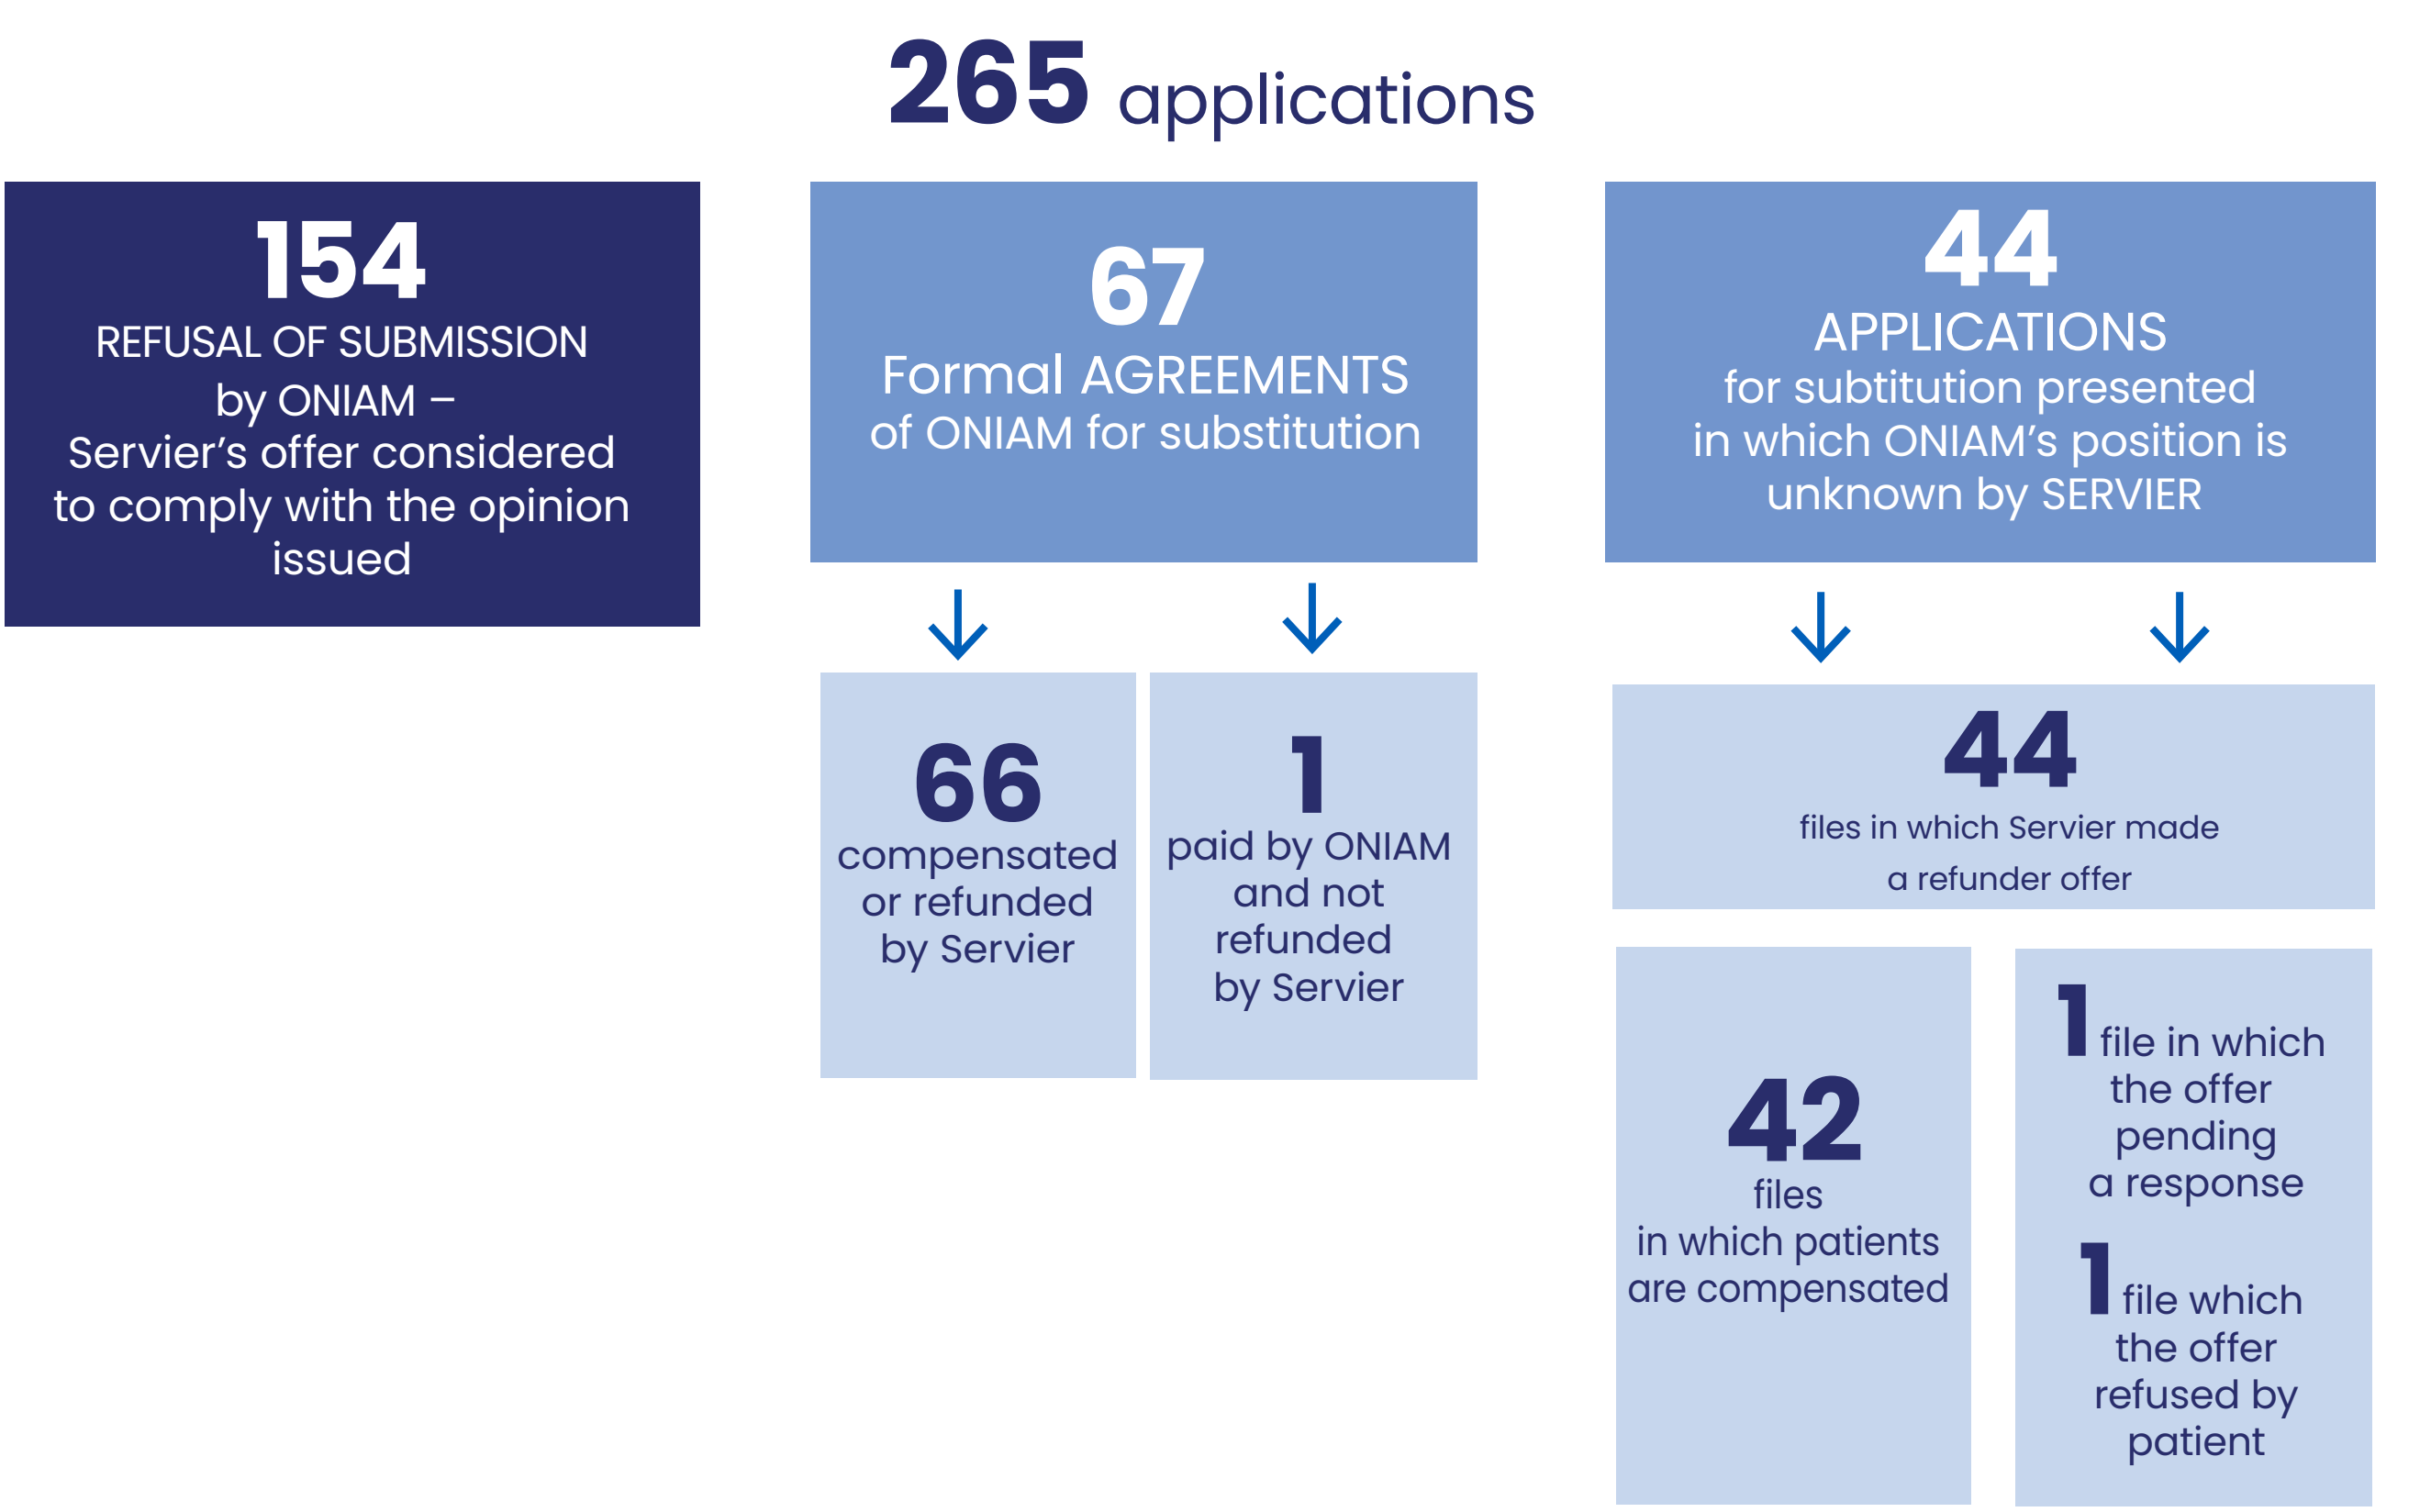 265 applications
154
REFUSAL OF SUBMISSION
by ONIAM –
Servier’s offer considered
to comply with the opinion
issued
67
Formal AGREEMENTS
of ONIAM for substitution
44
APPLICATIONS
for subtitution presented
in which ONIAM’s position is
unknown by SERVIER
66
compensated
or refunded
by Servier
1
paid by ONIAM
and not
refunded
by Servier
44
files in which Servier made
a refunder offer
42
files
in which patients
are compensated
1 file in which
the offer
pending
a response
1 file which
the offer
refused by
patient